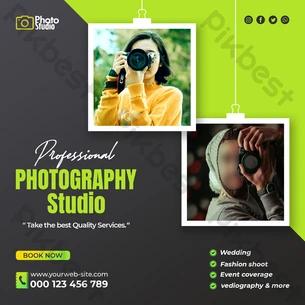 Photo
Studio
Professional
PHOTOGRAPHY
Studio
“Take the best Quality Services.”
BOOK NOW
www.yourweb-site.com
000 123 456 789
Wedding
Fashion shoot
Event coverage
vediography & more
pikbest